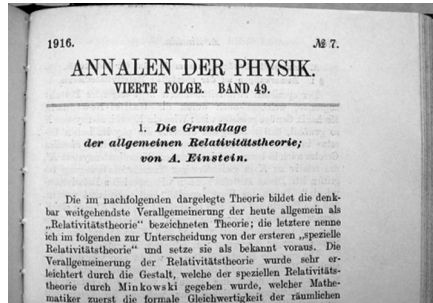 1916. № 7.
ANNALEN DER PHYSIK.
VIERTE FOLGE. BAND 49.
1. Die Grundlage
der allgemeinen Relativitätstheorie;
von A. Einstein.
Die im nachfolgenden dargelegte Theorie bildet die denk-
bar weitgehendste Verallgemeinerung der heute allgemein als
„Relativitätstheorie“ bezeichneten Theorie; die letztere nenne
ich im folgenden zur Unterscheidung von der ersteren „spezielle
Relativitätstheorie“ und setze sie als bekannt voraus. Die
Verallgemeinerung der Relativitätstheorie wurde sehr er-
leichtert durch die Gestalt, welche der speziellen Relativitäts-
theorie durch Minkowski gegeben wurde, welcher Mathe-
matiker zuerst die formale Gleichwertigkeit der räumlichen